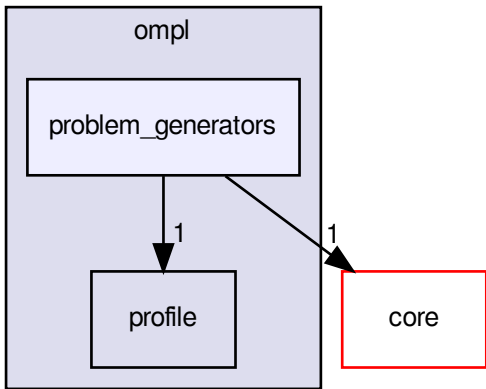 ompl
problem_generators
1
1
profile
core